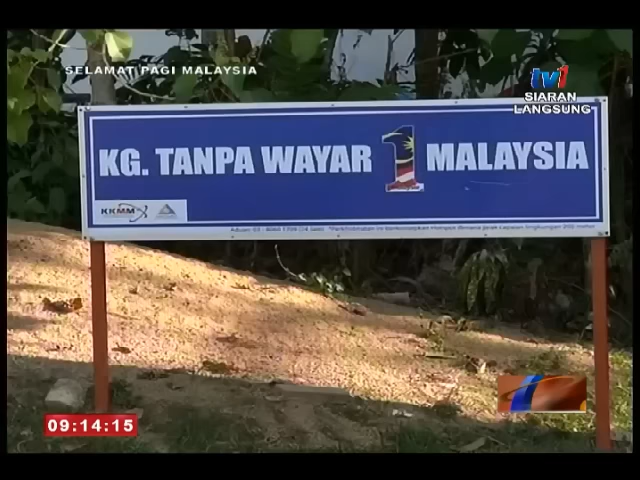 SELAMAT PAGI MALAYSIA
tv1
SIARAN
LANGSUNG
KG. TANPA WAYAR 1 MALAYSIA
KKMM
09:14:15